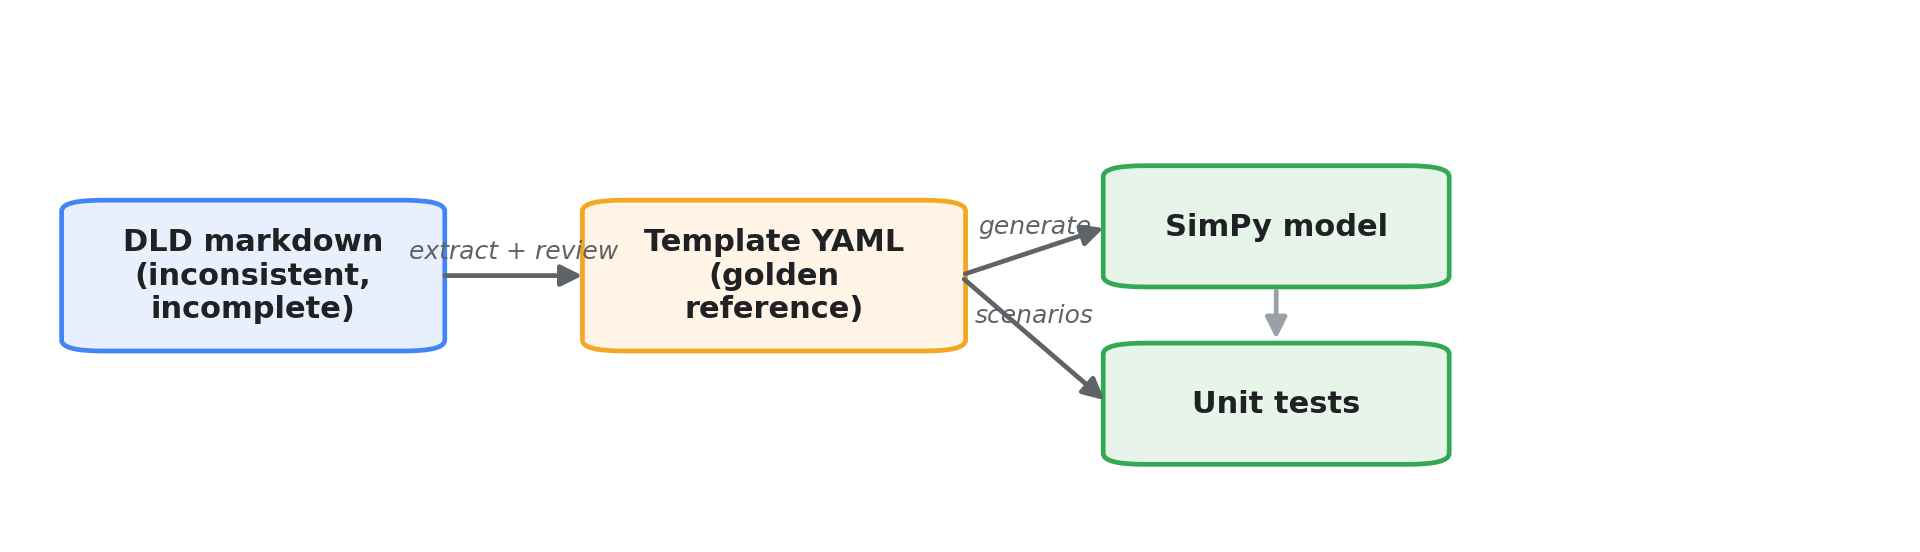 DLD markdown
(inconsistent,
incomplete)
extract + review
Template YAML
(golden
reference)
generate
scenarios
SimPy model
Unit tests